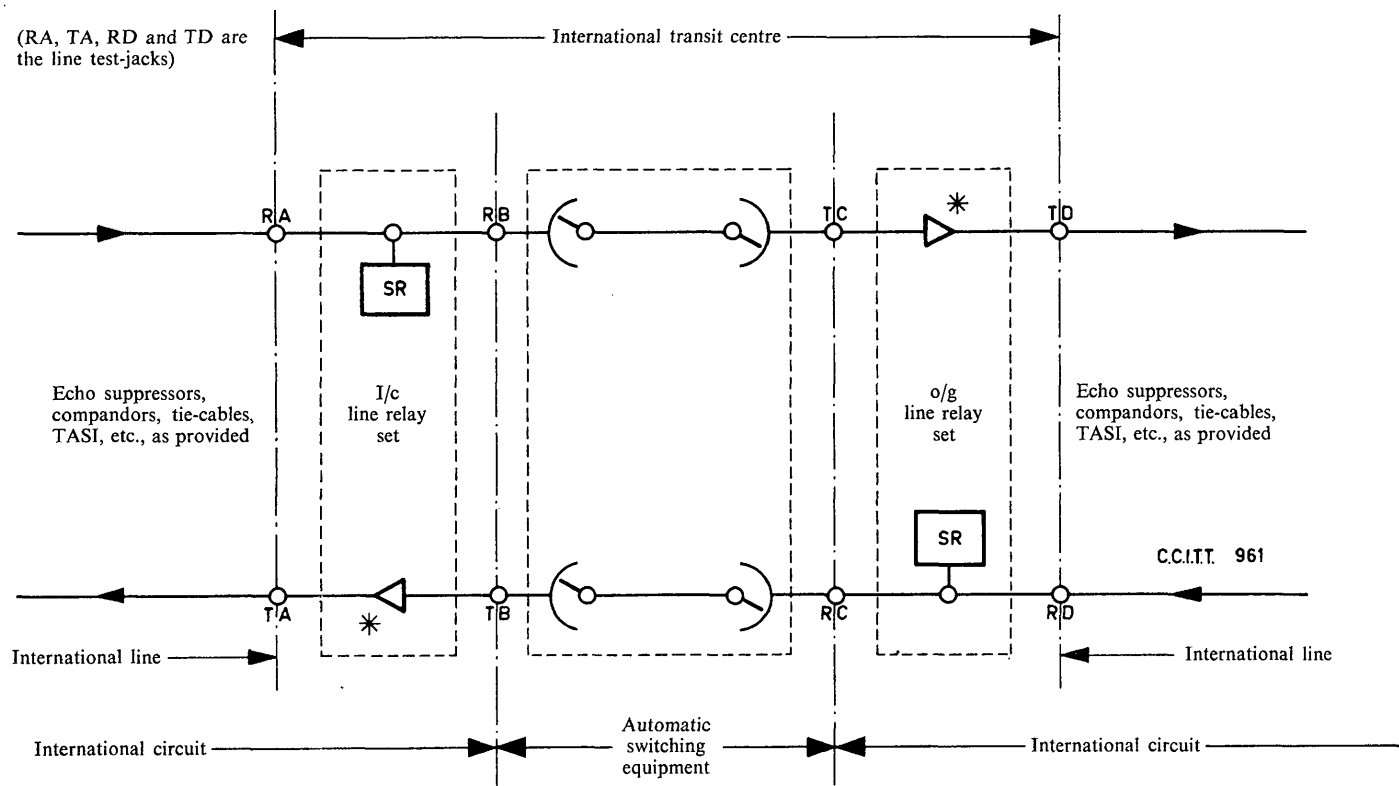 (RA, TA, RD and TD are
the line test-jacks)
International transit centre
RA
RB
TC
TD
SR
Echo suppressors,
compandors, tie-cables,
TASI, etc., as provided
I/c
line relay
set
o/g
line relay
set
Echo suppressors,
compandors, tie-cables,
TASI, etc., as provided
SR
C.C.I.T.T. 961
TA
TB
RC
RD
International line
International line
International circuit
Automatic
switching
equipment
International circuit